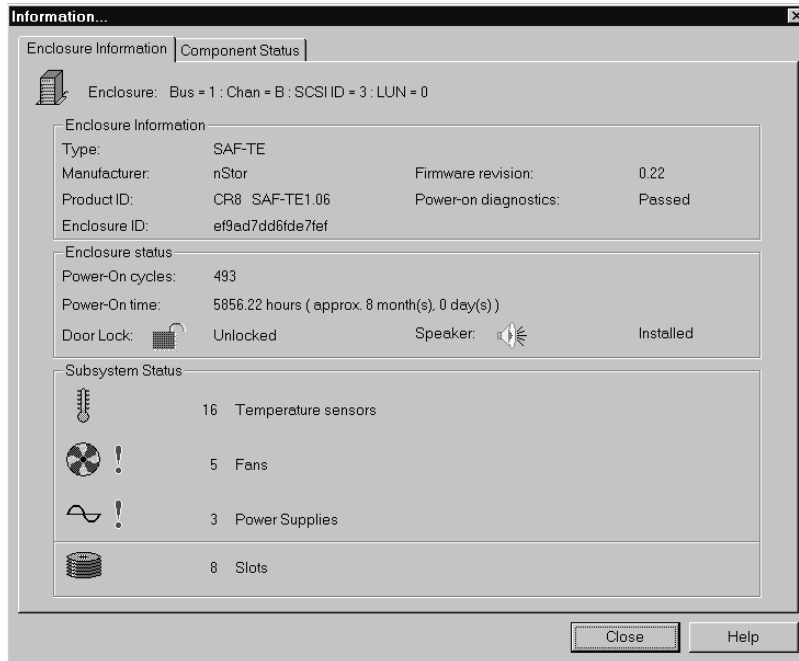 Information...
Enclosure Information Component Status
Enclosure: Bus = 1 : Chan = B : SCSI ID = 3 : LUN = 0
Enclosure Information
Type: SAF-TE
Manufacturer: nStor Firmware revision: 0.22
Product ID: CR8 SAF-TE1.06 Power-on diagnostics: Passed
Enclosure ID: ef9ad7dd6fde7fef
Enclosure status
Power-On cycles: 493
Power-On time: 5856.22 hours ( approx. 8 month(s), 0 day(s) )
Door Lock: Unlocked Speaker: Installed
Subsystem Status
16 Temperature sensors
! 5 Fans
! 3 Power Supplies
8 Slots
Close Help